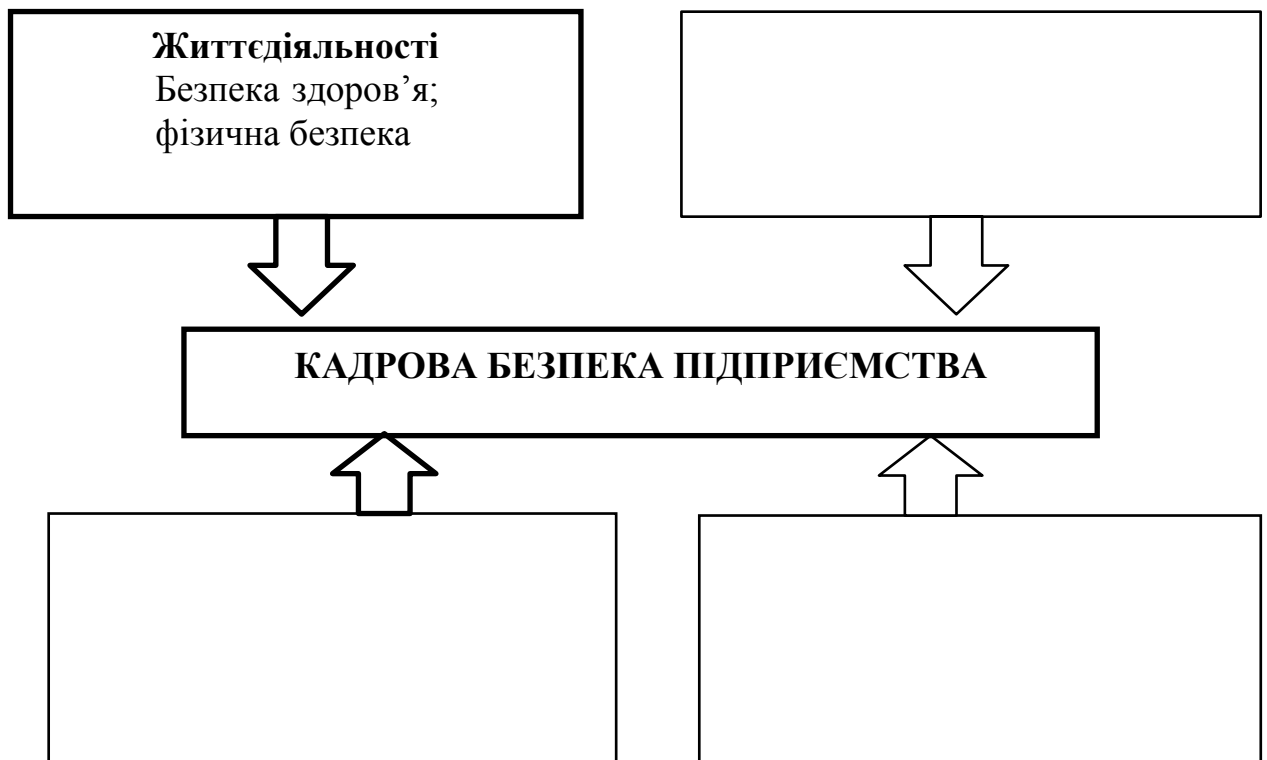 Життєдіяльності
Безпека здоров’я;
фізична безпека
КАДРОВА БЕЗПЕКА ПІДПРИЄМСТВА